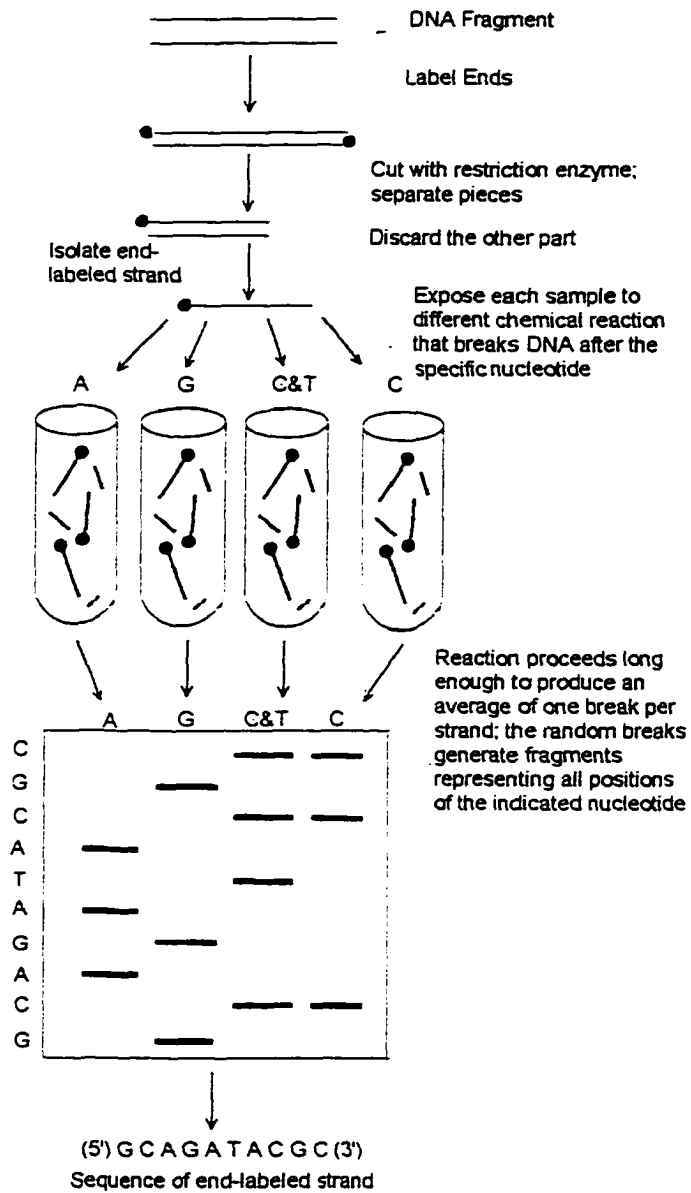 DNA Fragment
Label Ends
Cut with restriction enzyme;
separate pieces
Discard the other part
Isolate end-
labeled strand
Expose each sample to
different chemical reaction
that breaks DNA after the
specific nucleotide
A G C&T C
Reaction proceeds long
enough to produce an
average of one break per
strand; the random breaks
generate fragments
representing all positions
of the indicated nucleotide
A G C&T C
C
G
C
A
T
A
G
A
C
G
(5') G C A G A T A C G C (3')
Sequence of end-labeled strand